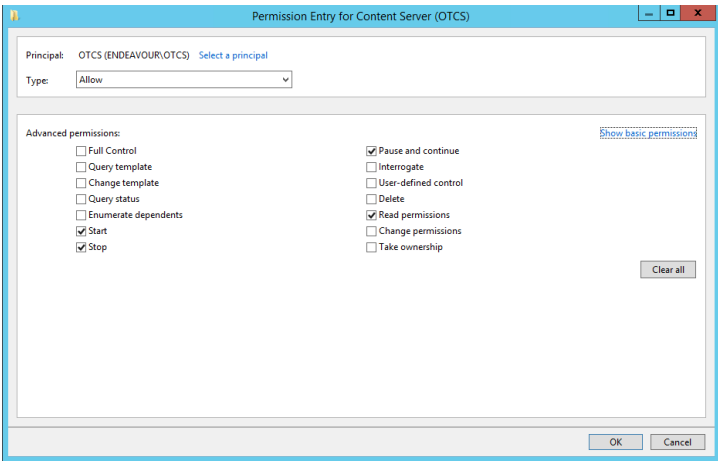 Permission Entry for Content Server (OTCS)
Principal: OTCS (ENDEAVOUR\OTCS) Select a principal
Type: Allow
Advanced permissions: Show basic permissions
Full Control Pause and continue
Query template Interrogate
Change template User-defined control
Query status Delete
Enumerate dependents Read permissions
Start Change permissions
Stop Take ownership
Clear all
OK Cancel